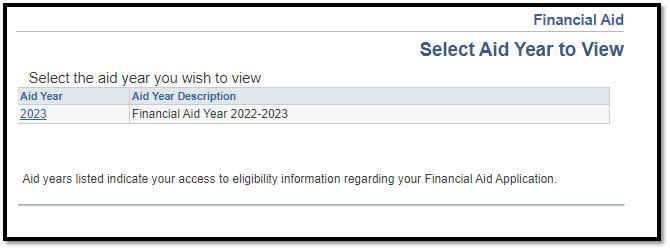 Financial Aid
Select Aid Year to View
Select the aid year you wish to view
Aid Year Aid Year Description
2023 Financial Aid Year 2022-2023
Aid years listed indicate your access to eligibility information regarding your Financial Aid Application.